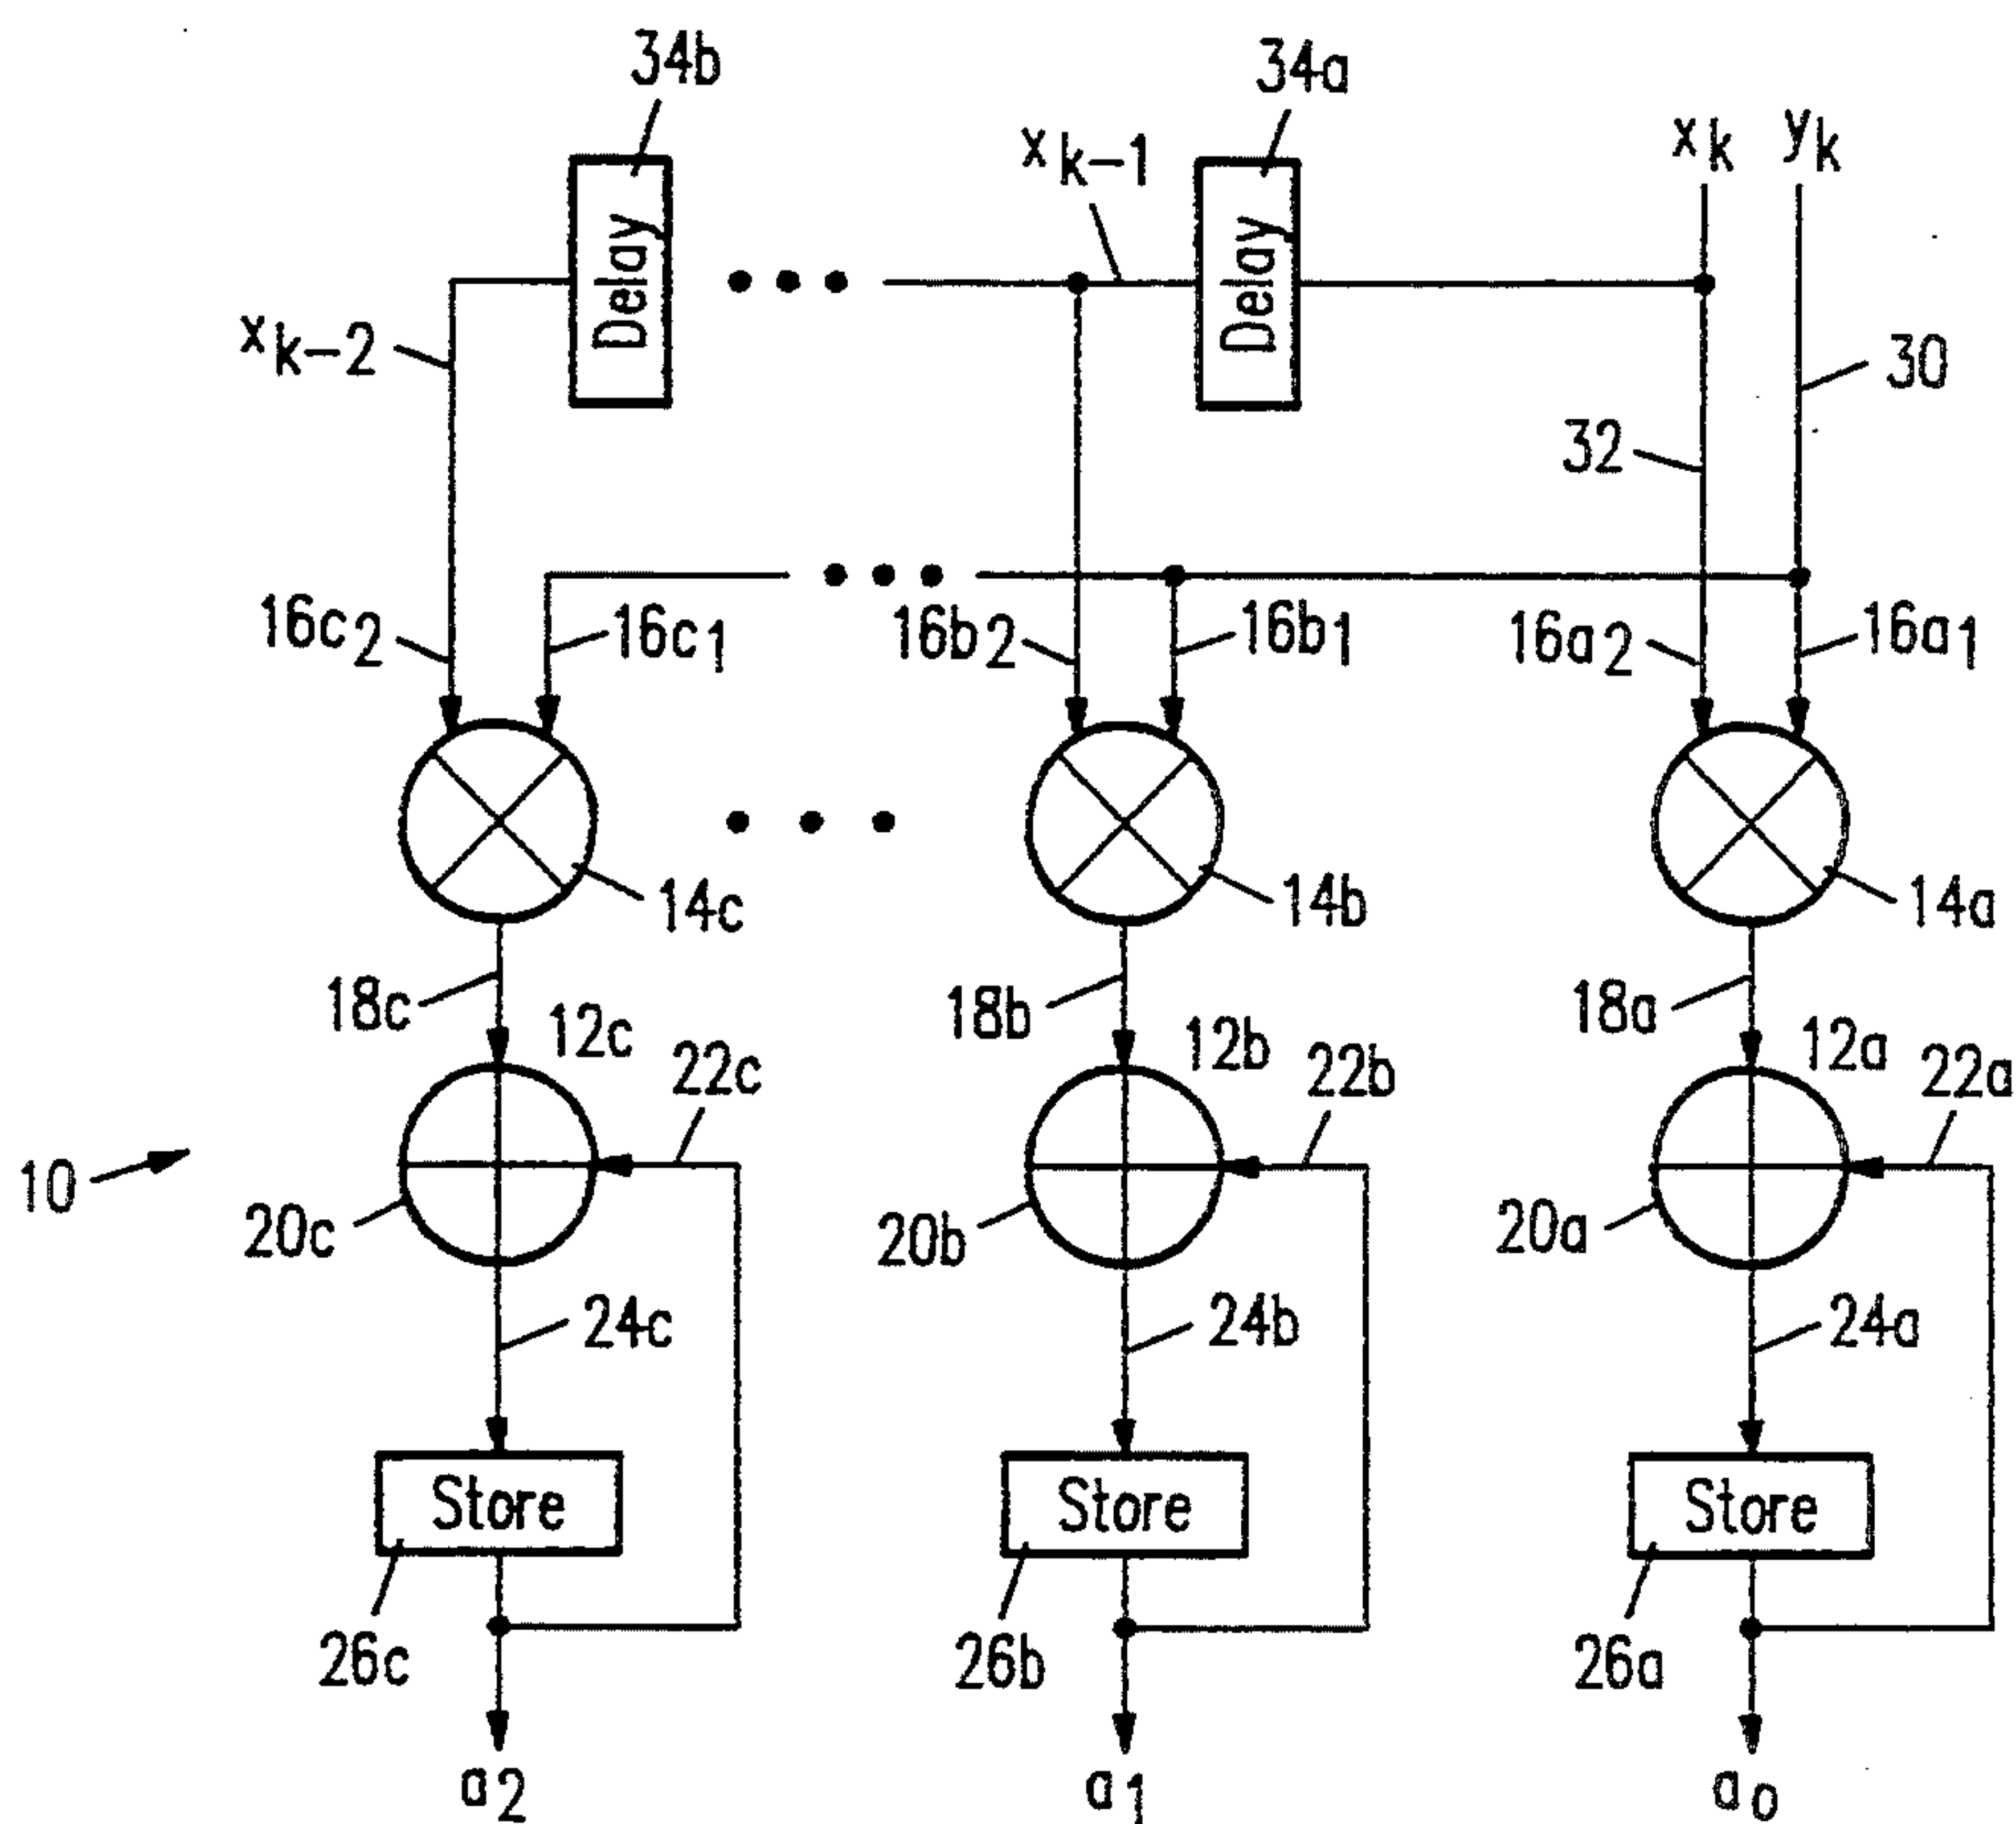 34b
34a
x k-1
x k
y k
Delay
Delay
x k-2
30
32
16c 2
16c 1
16b 2
16b 1
16a 2
16a 1
14c
14b
14a
18c
12c
18b
12b
18a
12a
22c
22b
22a
10
20c
20b
20a
24c
24b
24a
Store
Store
Store
26c
26b
26a
a 2
a 1
a o